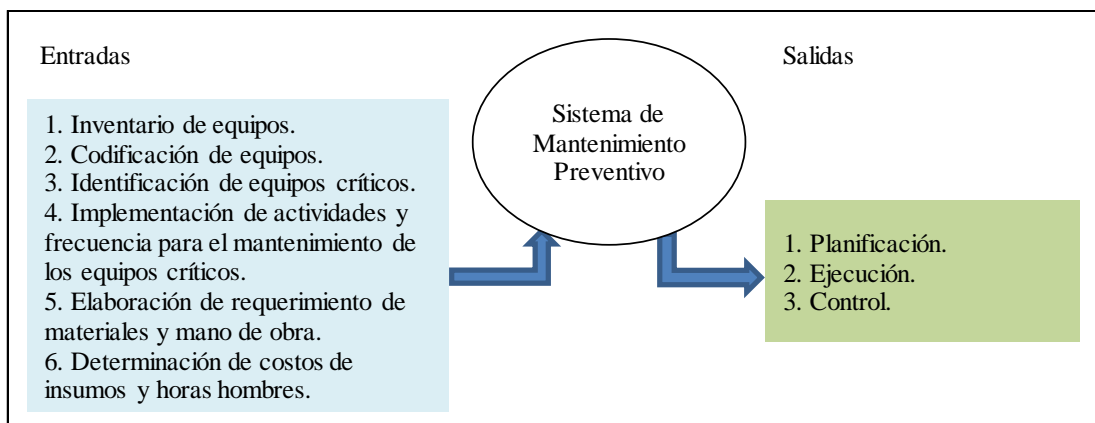 Entradas
1. Inventario de equipos.
2. Codificación de equipos.
3. Identificación de equipos críticos.
4. Implementación de actividades y
frecuencia para el mantenimiento de
los equipos críticos.
5. Elaboración de requerimiento de
materiales y mano de obra.
6. Determinación de costos de
insumos y horas hombres.
Sistema de
Mantenimiento
Preventivo
Salidas
1. Planificación.
2. Ejecución.
3. Control.